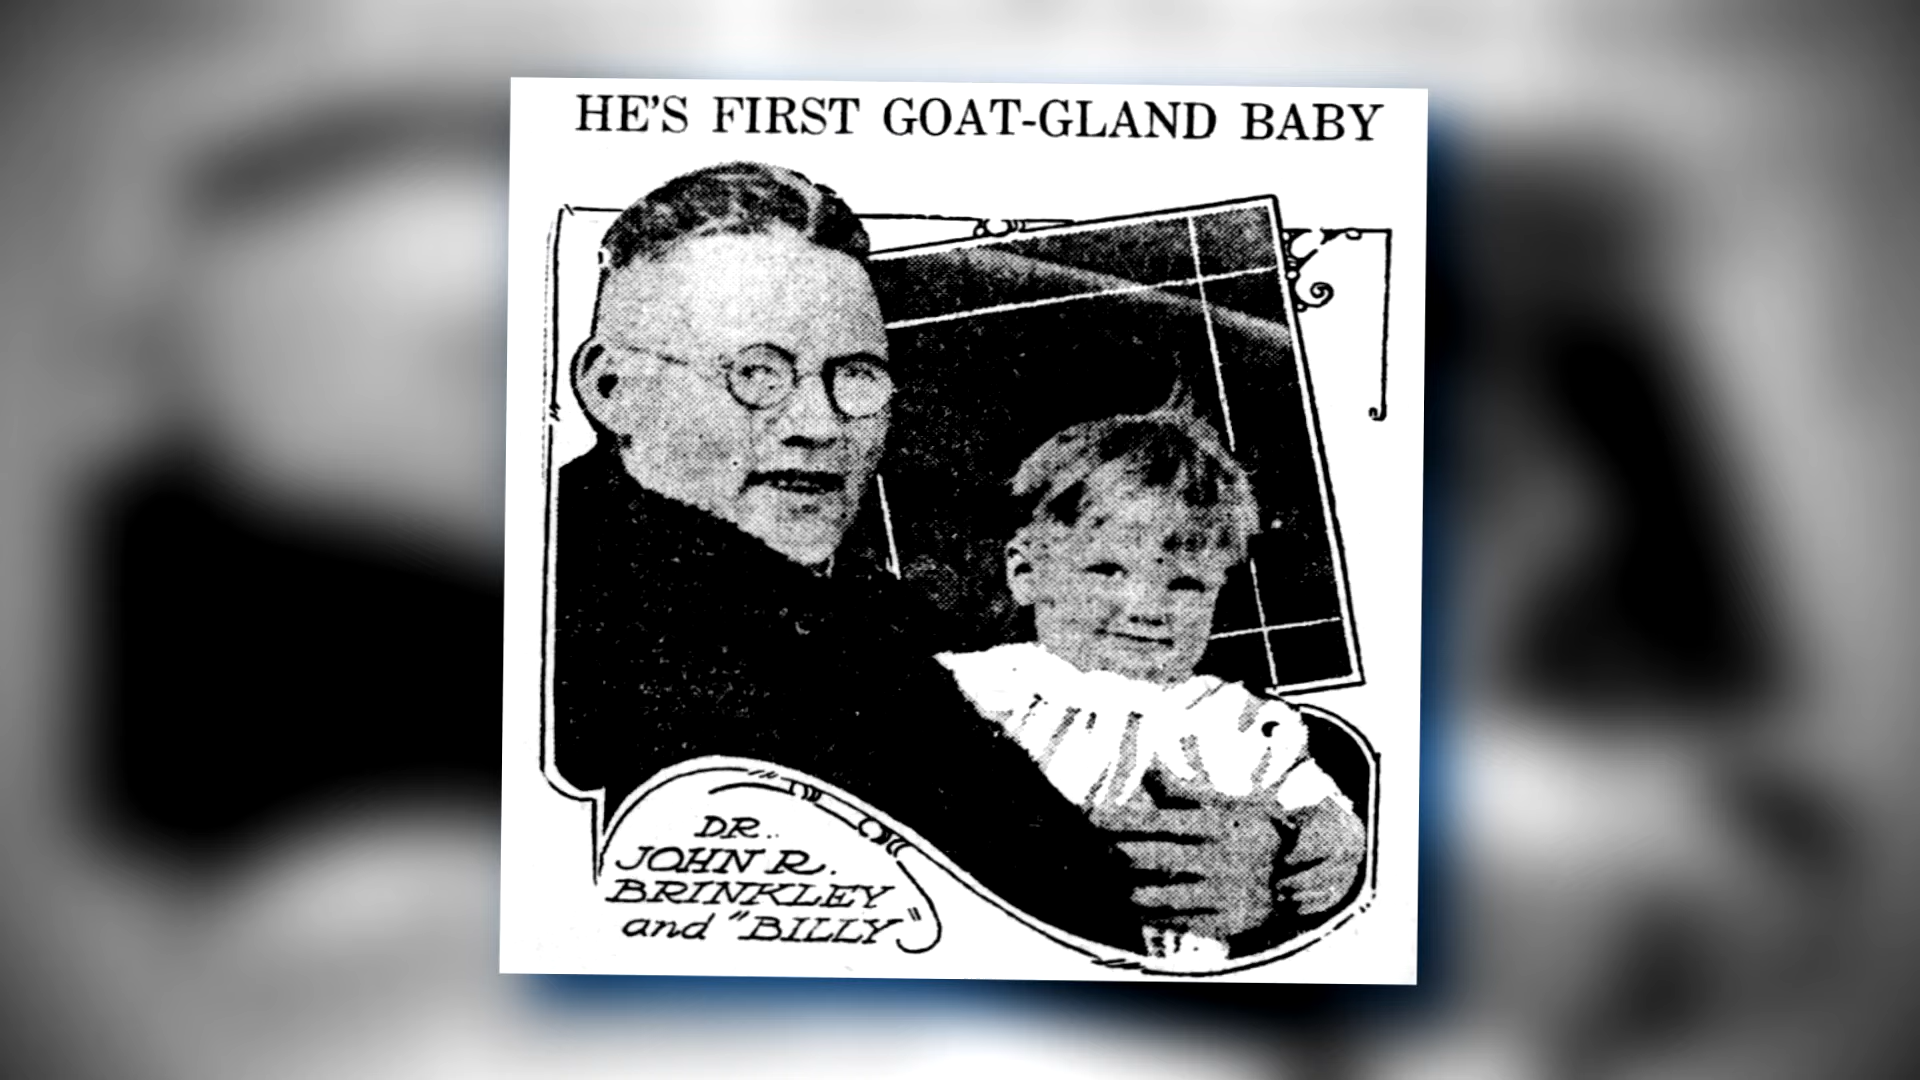 HE'S FIRST GOAT-GLAND BABY
DR.
JOHN R.
BRINKLEY
and "BILLY"